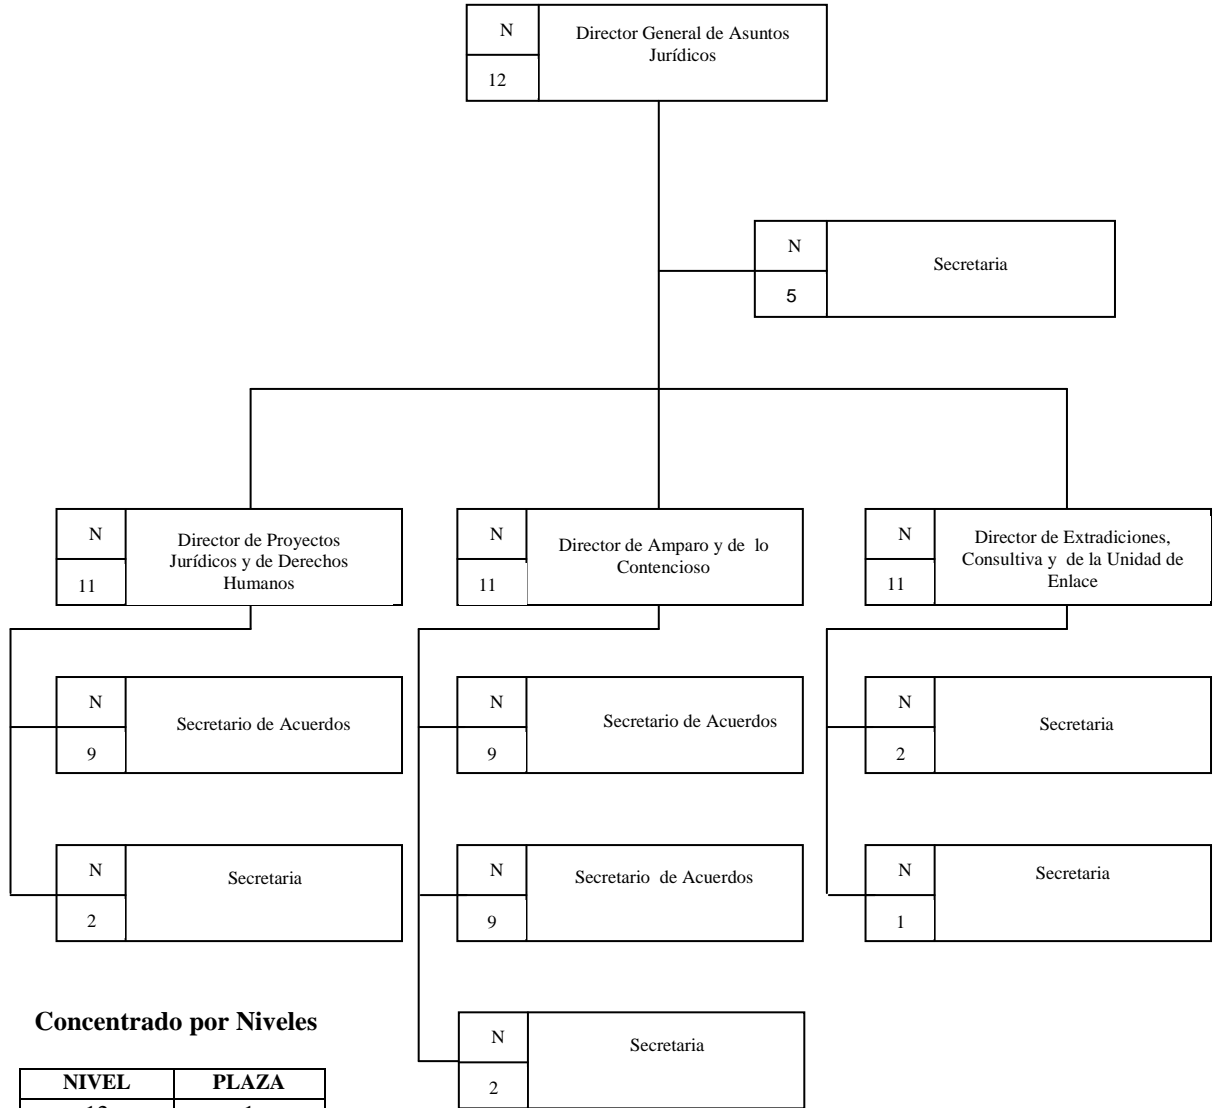 N
Director General de Asuntos
Jurídicos
12
N
Secretaria
5
N
Director de Proyectos
Jurídicos y de Derechos
Humanos
11
N
Director de Amparo y de lo
Contencioso
11
N
Director de Extradiciones,
Consultiva y de la Unidad de
Enlace
11
N
Secretario de Acuerdos
9
N
Secretario de Acuerdos
9
N
Secretaria
2
N
Secretaria
2
N
Secretario de Acuerdos
9
N
Secretaria
1
N
Secretaria
2
Concentrado por Niveles
NIVEL PLAZA
12 1